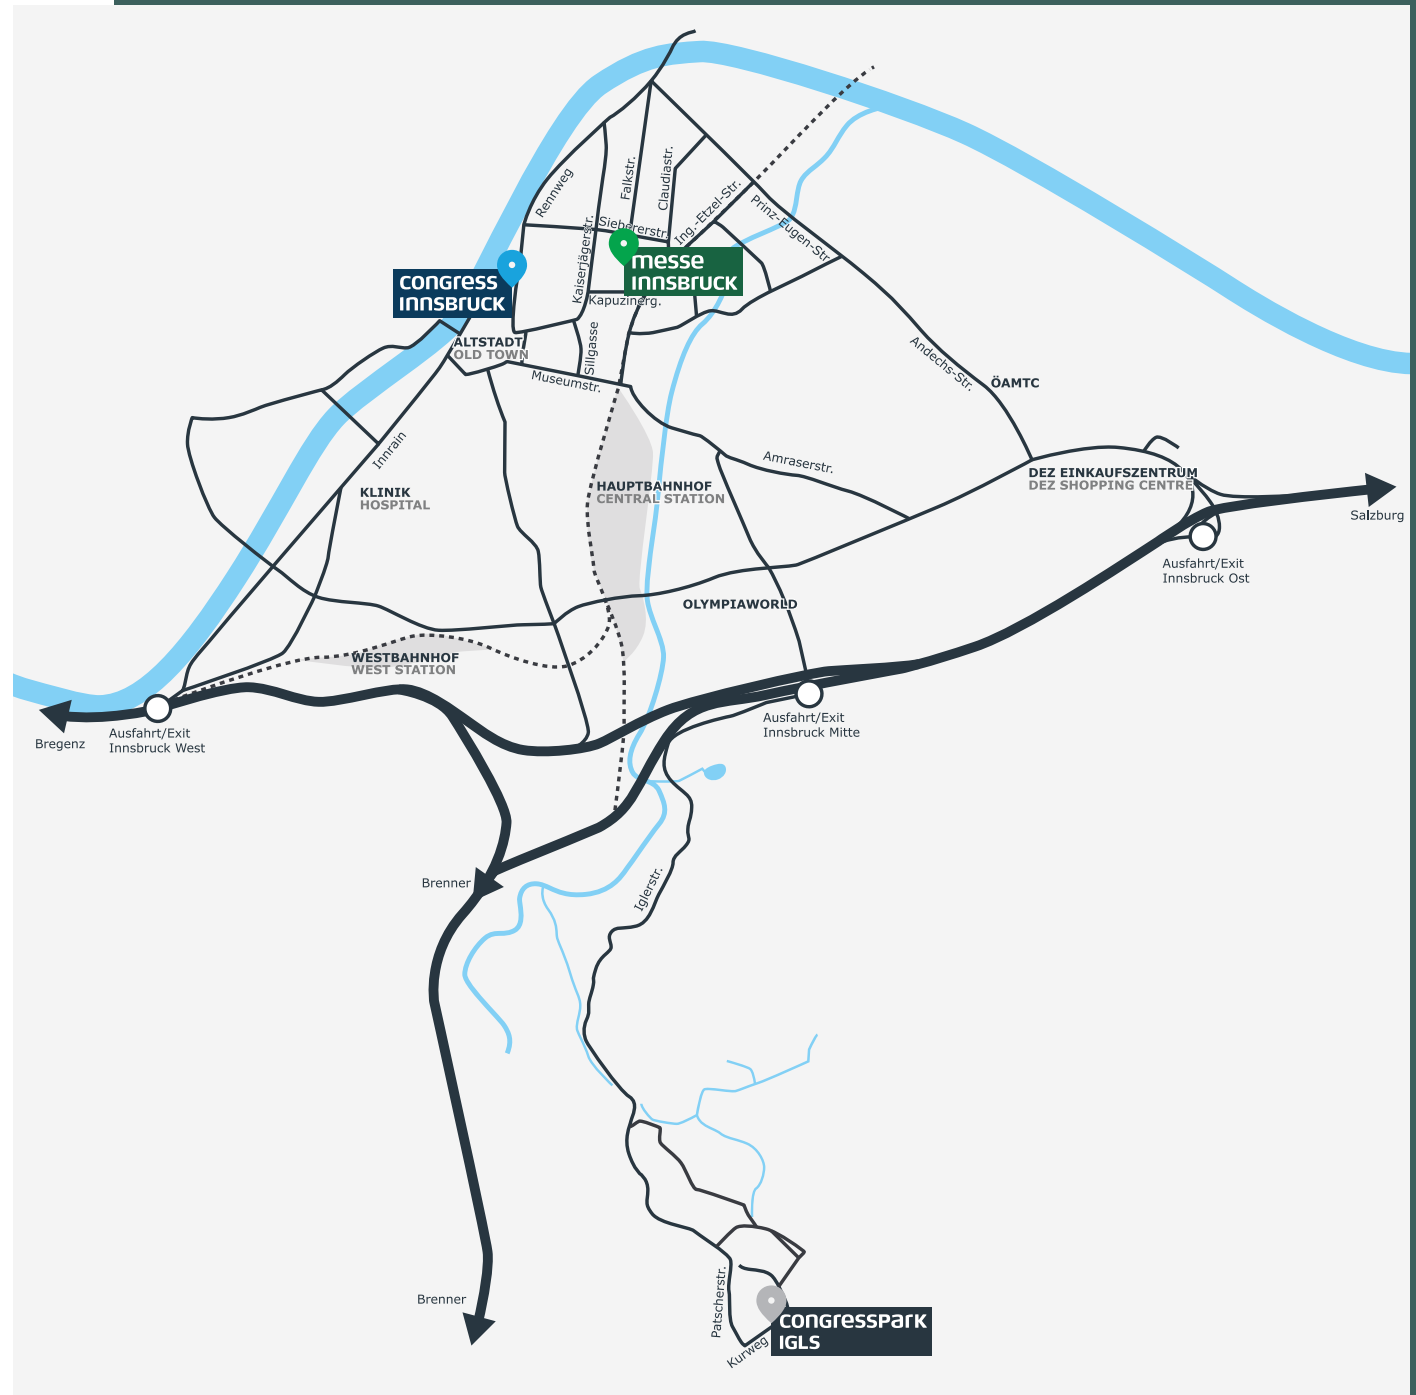 Rennweg
Falkstr.
Claudiastr.
Ing.-Etzel-Str.
Prinz-Eugen-Str.
Siebererstr.
Kaiserjägerstr.
messe
INNSBRUCK
congress
INNSBRUCK
Kapuzinerg.
ALTSTADT
OLD TOWN
Sillgasse
Museumstr.
Andechs-Str.
ÖAMTC
Innrain
Amraserstr.
KLINIK
HOSPITAL
HAUPTBAHNHOF
CENTRAL STATION
DEZ EINKAUFSZENTRUM
DEZ SHOPPING CENTRE
Salzburg
Ausfahrt/Exit
Innsbruck Ost
OLYMPIAWORLD
WESTBAHNHOF
WEST STATION
Bregenz
Ausfahrt/Exit
Innsbruck West
Ausfahrt/Exit
Innsbruck Mitte
Brenner
Iglerstr.
Brenner
Patscherstr.
Kurweg
congresspark
IGLS